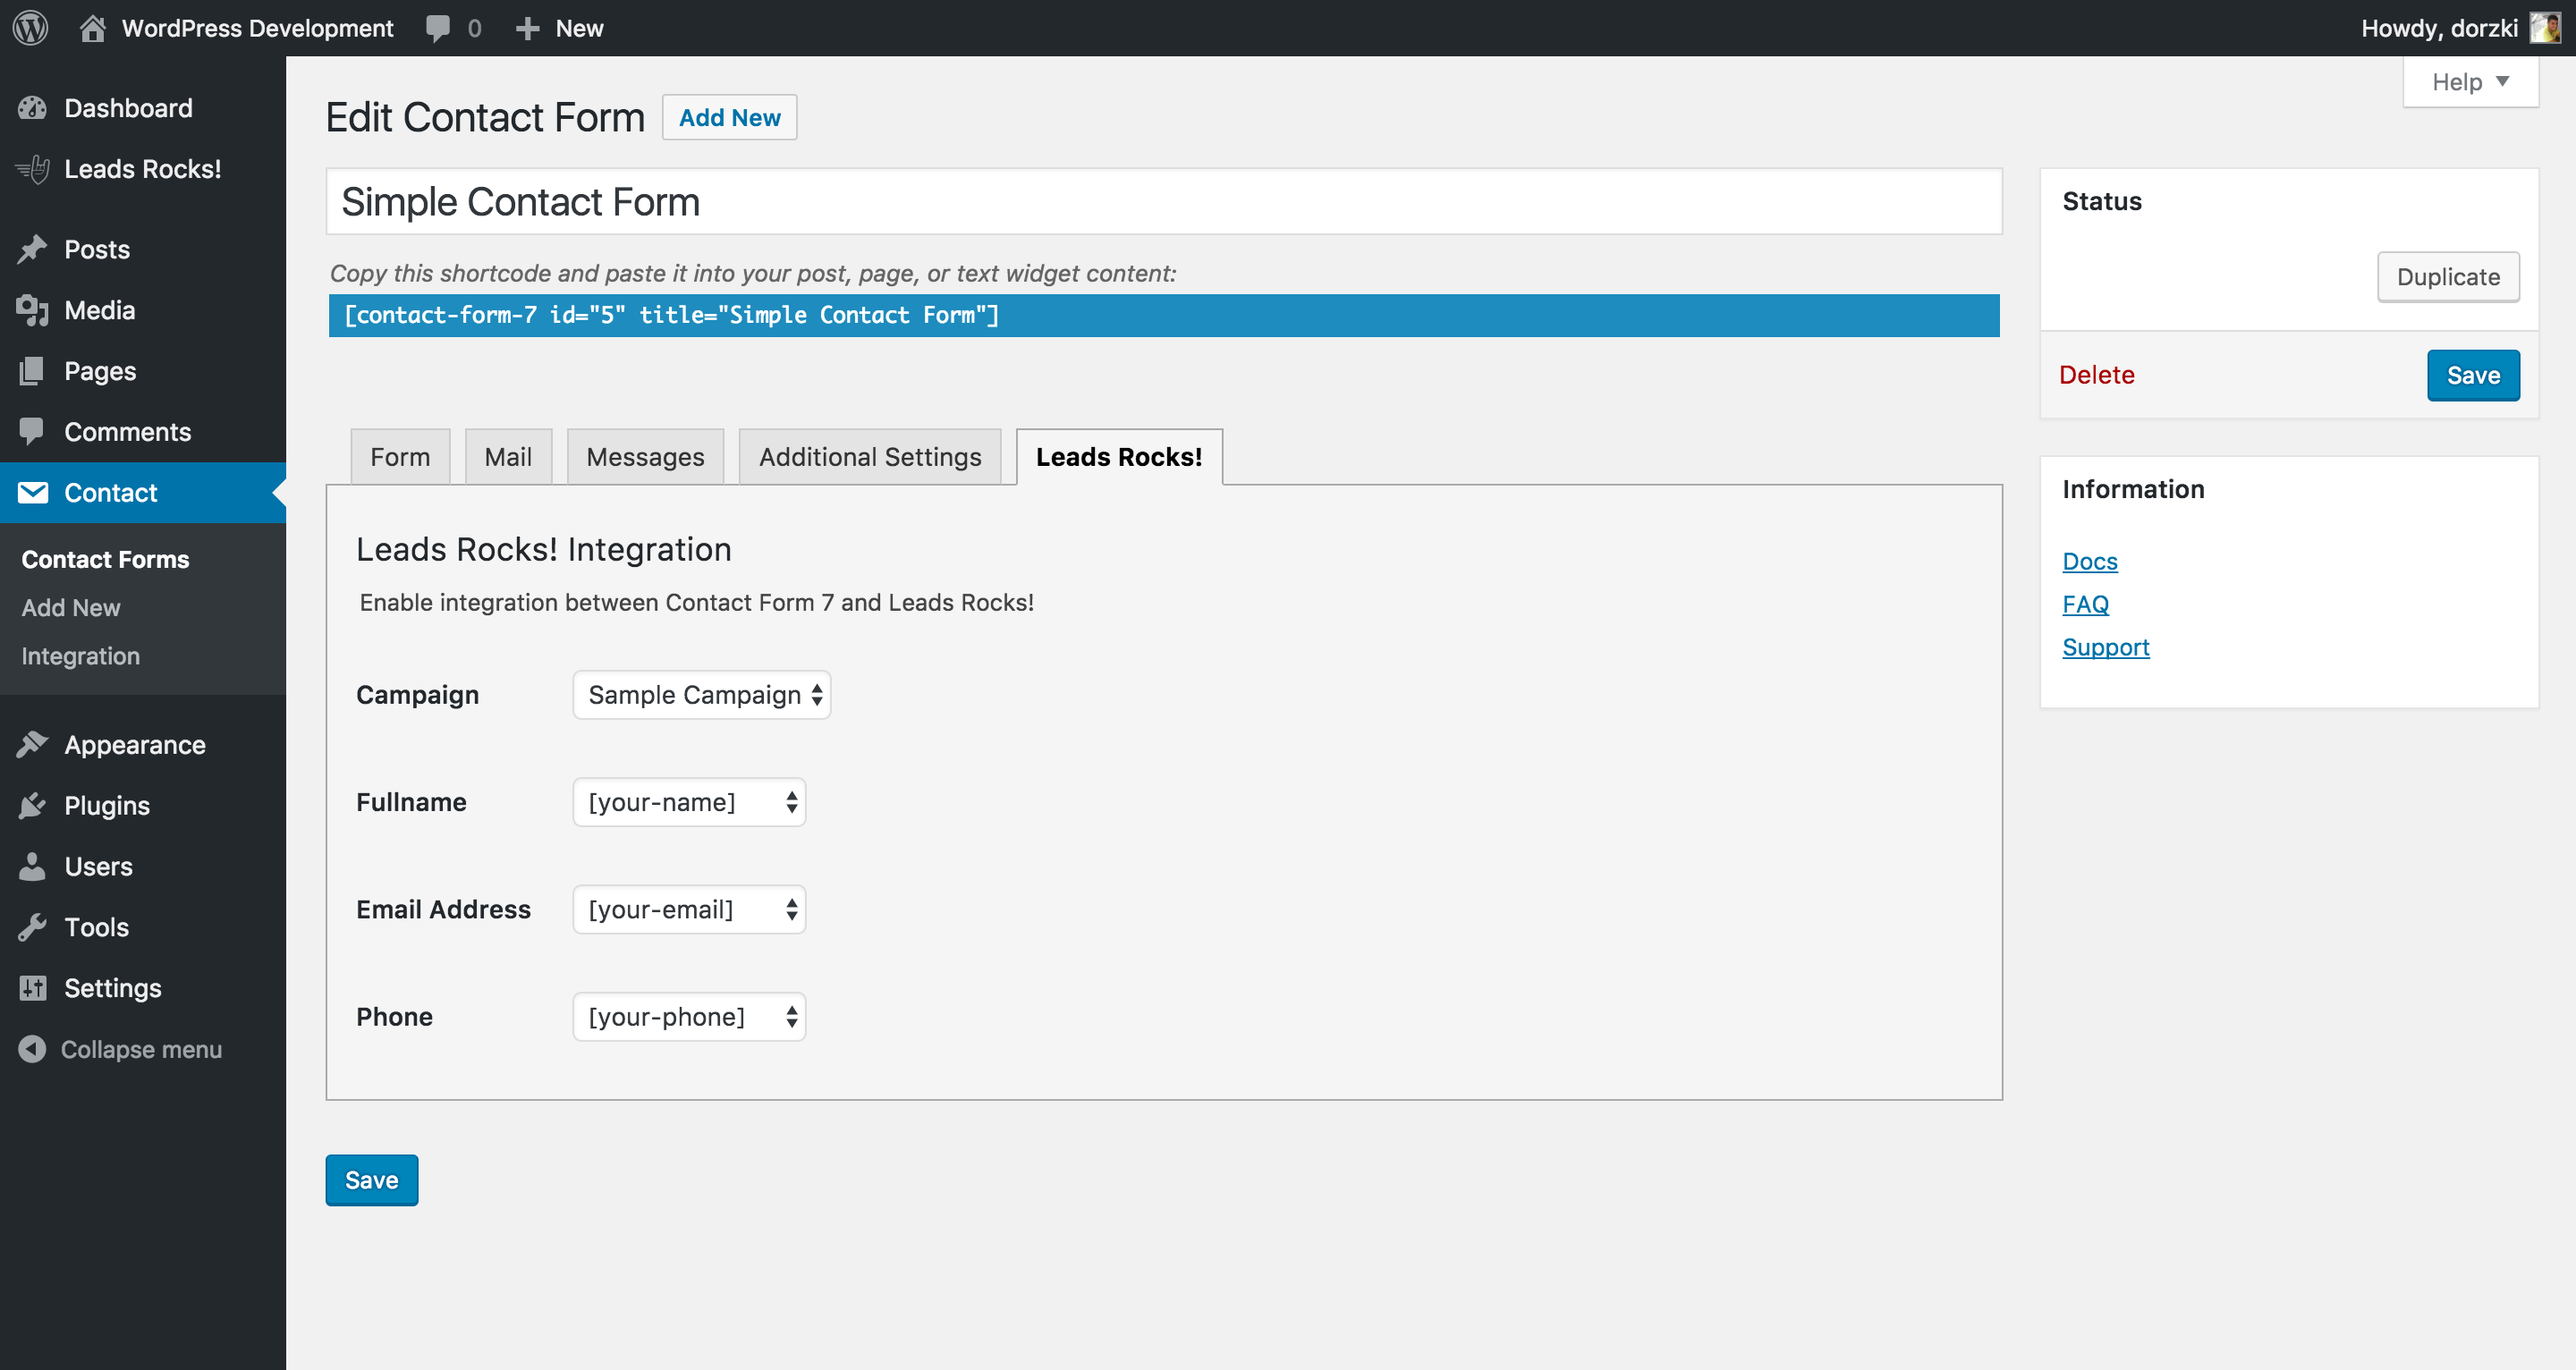 WordPress Development 0 New Howdy, dorzki
Help
Dashboard
Leads Rocks!
Posts
Media
Pages
Comments
Contact
Contact Forms
Add New
Integration
Appearance
Plugins
Users
Tools
Settings
Collapse menu
Edit Contact Form Add New
Simple Contact Form
Copy this shortcode and paste it into your post, page, or text widget content:
[contact-form-7 id="5" title="Simple Contact Form"]
Form Mail Messages Additional Settings Leads Rocks!
Leads Rocks! Integration
Enable integration between Contact Form 7 and Leads Rocks!
Campaign Sample Campaign
Fullname [your-name]
Email Address [your-email]
Phone [your-phone]
Save
Status
Duplicate
Delete Save
Information
Docs
FAQ
Support